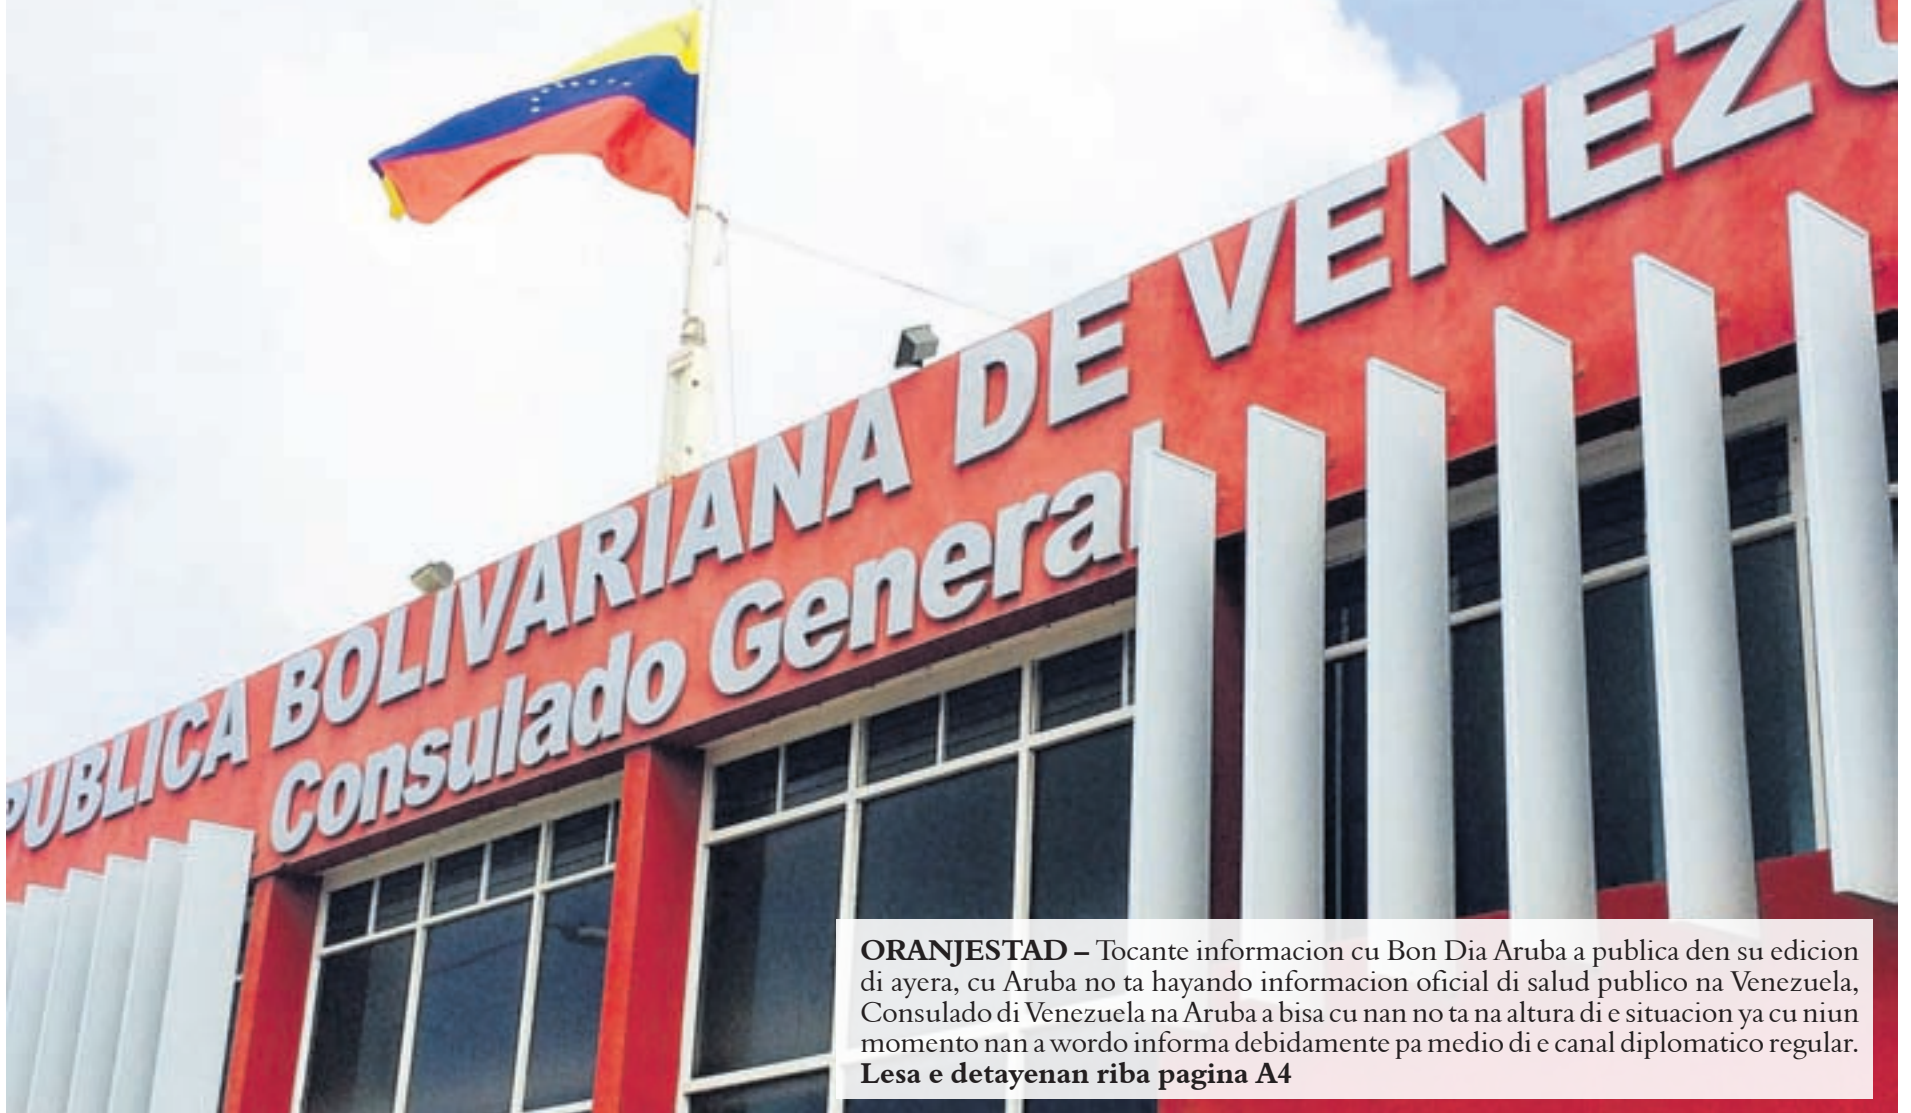 PUBLICA BOLIVARIANA DE VENEZU
Consulado General
ORANJESTAD – Tocante informacion cu Bon Dia Aruba a publica den su edicion
di ayera, cu Aruba no ta hayando informacion oficial di salud publico na Venezuela,
Consulado di Venezuela na Aruba a bisa cu nan no ta na altura di e situacion ya cu niun
momento nan a wordo informa debidamente pa medio di e canal diplomatico regular.
Lesa e detayenan riba pagina A4